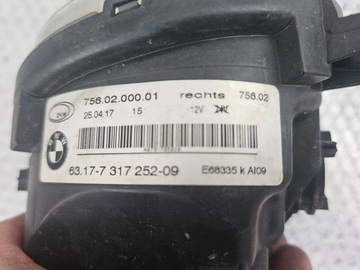 756.02.000.01 rechts 756.02
25.04.17 1S 12V
63.17-7 317 252-09 E68335 k AI09